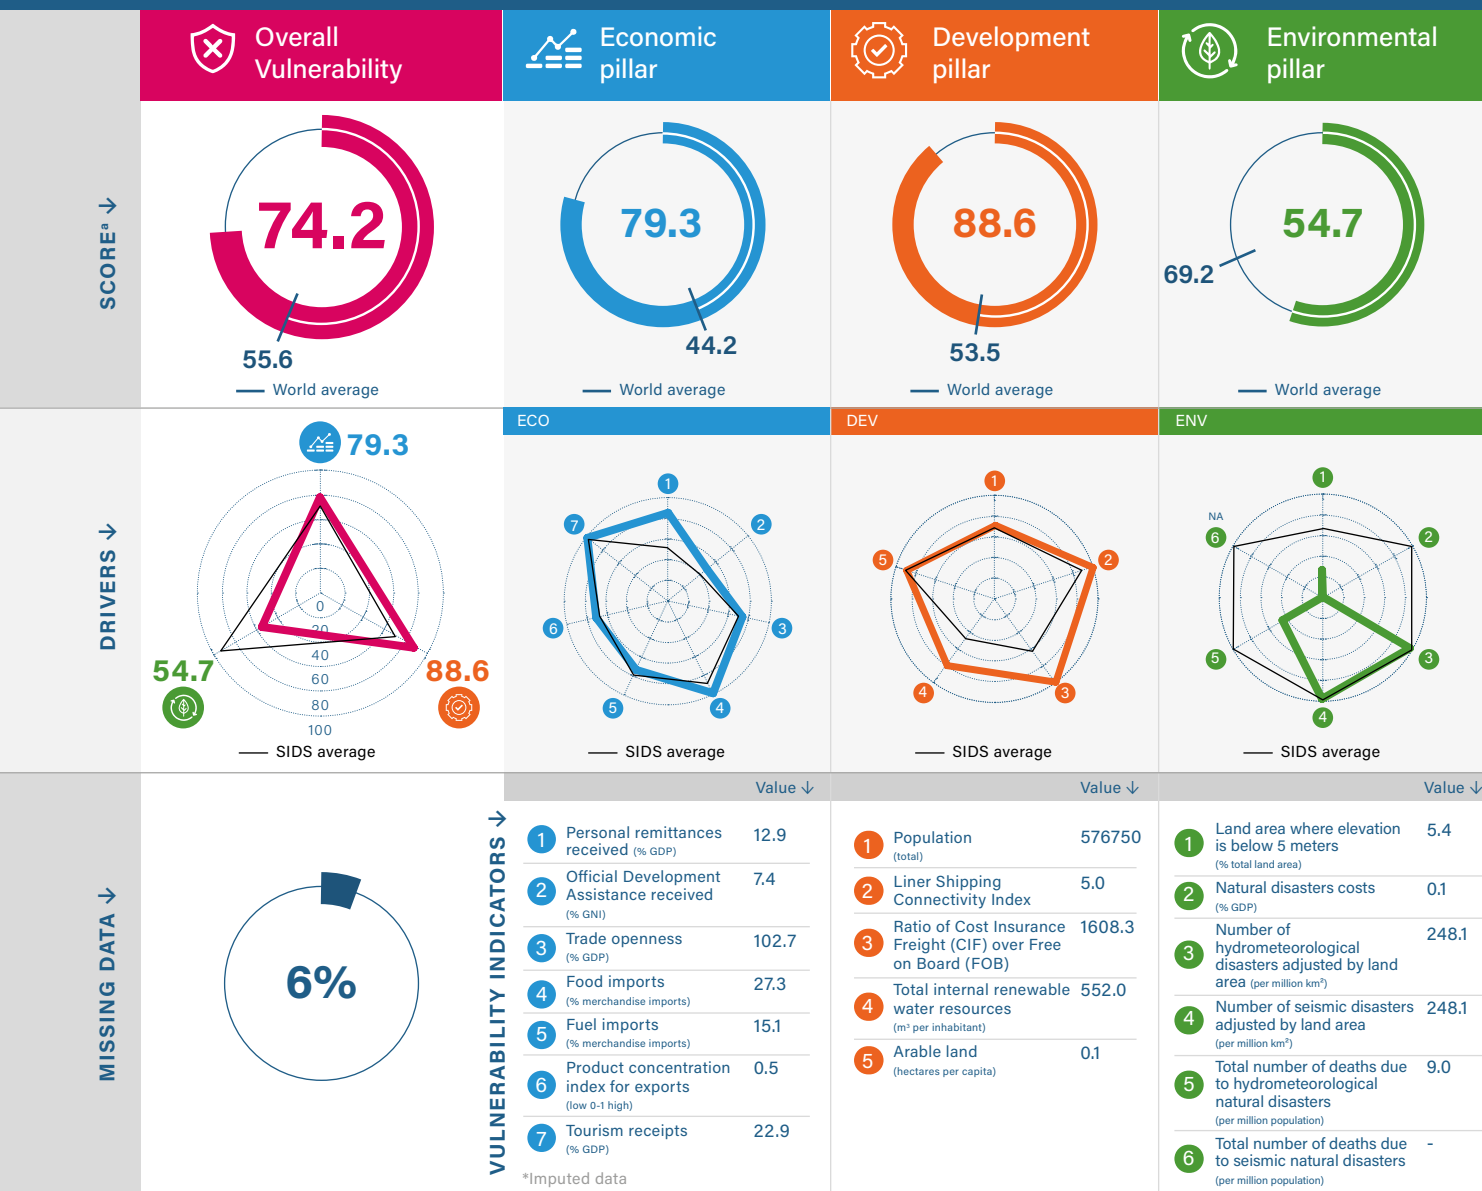 Overall
Vulnerability
Economic
pillar
Development
pillar
Environmental
pillar
SCOREᵃ →
74.2
55.6
World average
79.3
44.2
World average
88.6
53.5
World average
54.7
69.2
World average
DRIVERS →
79.3
54.7
88.6
0
20
40
60
80
100
SIDS average
ECO
1
2
3
4
5
6
7
SIDS average
DEV
1
2
3
4
5
SIDS average
ENV
1
2
3
4
5
NA
6
SIDS average
MISSING DATA →
6%
VULNERABILITY INDICATORS →
Value ↓
1 Personal remittances 12.9
received (% GDP)
2 Official Development 7.4
Assistance received
(% GNI)
3 Trade openness 102.7
(% GDP)
4 Food imports 27.3
(% merchandise imports)
5 Fuel imports 15.1
(% merchandise imports)
6 Product concentration 0.5
index for exports
(low 0-1 high)
7 Tourism receipts 22.9
(% GDP)
*Imputed data
Value ↓
1 Population 576750
(total)
2 Liner Shipping 5.0
Connectivity Index
3 Ratio of Cost Insurance 1608.3
Freight (CIF) over Free
on Board (FOB)
4 Total internal renewable 552.0
water resources
(m³ per inhabitant)
5 Arable land 0.1
(hectares per capita)
Value ↓
1 Land area where elevation 5.4
is below 5 meters
(% total land area)
2 Natural disasters costs 0.1
(% GDP)
3 Number of 248.1
hydrometeorological
disasters adjusted by land
area (per million km²)
4 Number of seismic disasters 248.1
adjusted by land area
(per million km²)
5 Total number of deaths due 9.0
to hydrometeorological
natural disasters
(per million population)
6 Total number of deaths due -
to seismic natural disasters
(per million population)